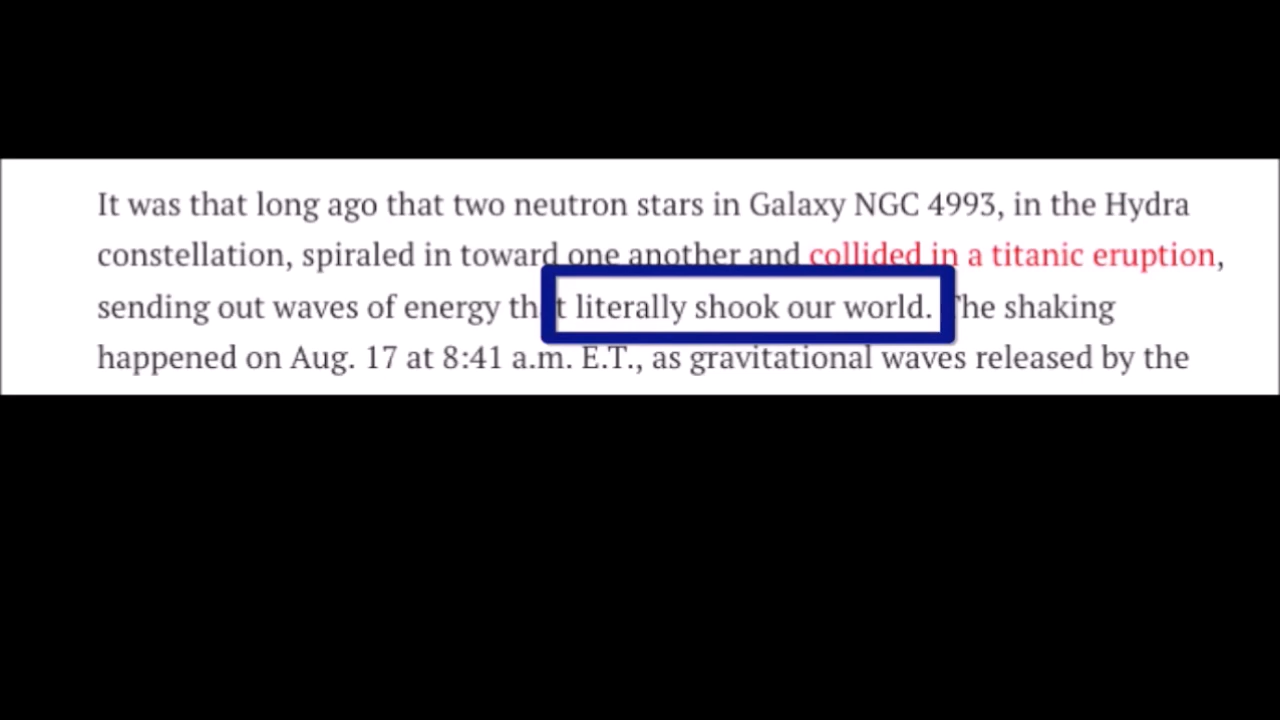 It was that long ago that two neutron stars in Galaxy NGC 4993, in the Hydra
constellation, spiraled in toward one another and collided in a titanic eruption,
sending out waves of energy that literally shook our world. The shaking
happened on Aug. 17 at 8:41 a.m. E.T., as gravitational waves released by the